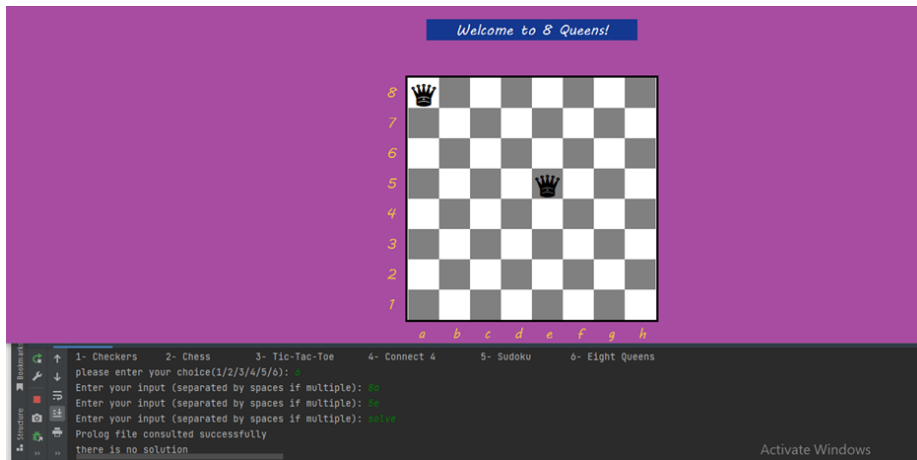 Welcome to 8 Queens!
8
7
6
5
4
3
2
1
a b c d e f g h
Bookmarks
Structure
1- Checkers 2- Chess 3- Tic-Tac-Toe 4- Connect 4 5- Sudoku 6- Eight Queens
please enter your choice(1/2/3/4/5/6): 6
Enter your input (separated by spaces if multiple): 8a
Enter your input (separated by spaces if multiple): 5e
Enter your input (separated by spaces if multiple): solve
Prolog file consulted successfully
there is no solution
Activate Windows